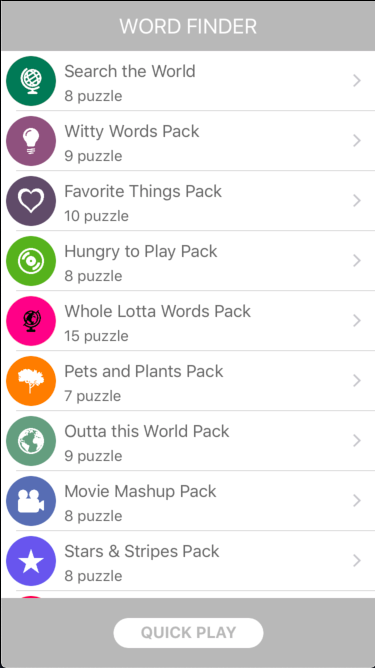 WORD FINDER
Search the World
8 puzzle
Witty Words Pack
9 puzzle
Favorite Things Pack
10 puzzle
Hungry to Play Pack
8 puzzle
Whole Lotta Words Pack
15 puzzle
Pets and Plants Pack
7 puzzle
Outta this World Pack
9 puzzle
Movie Mashup Pack
8 puzzle
Stars & Stripes Pack
8 puzzle
QUICK PLAY